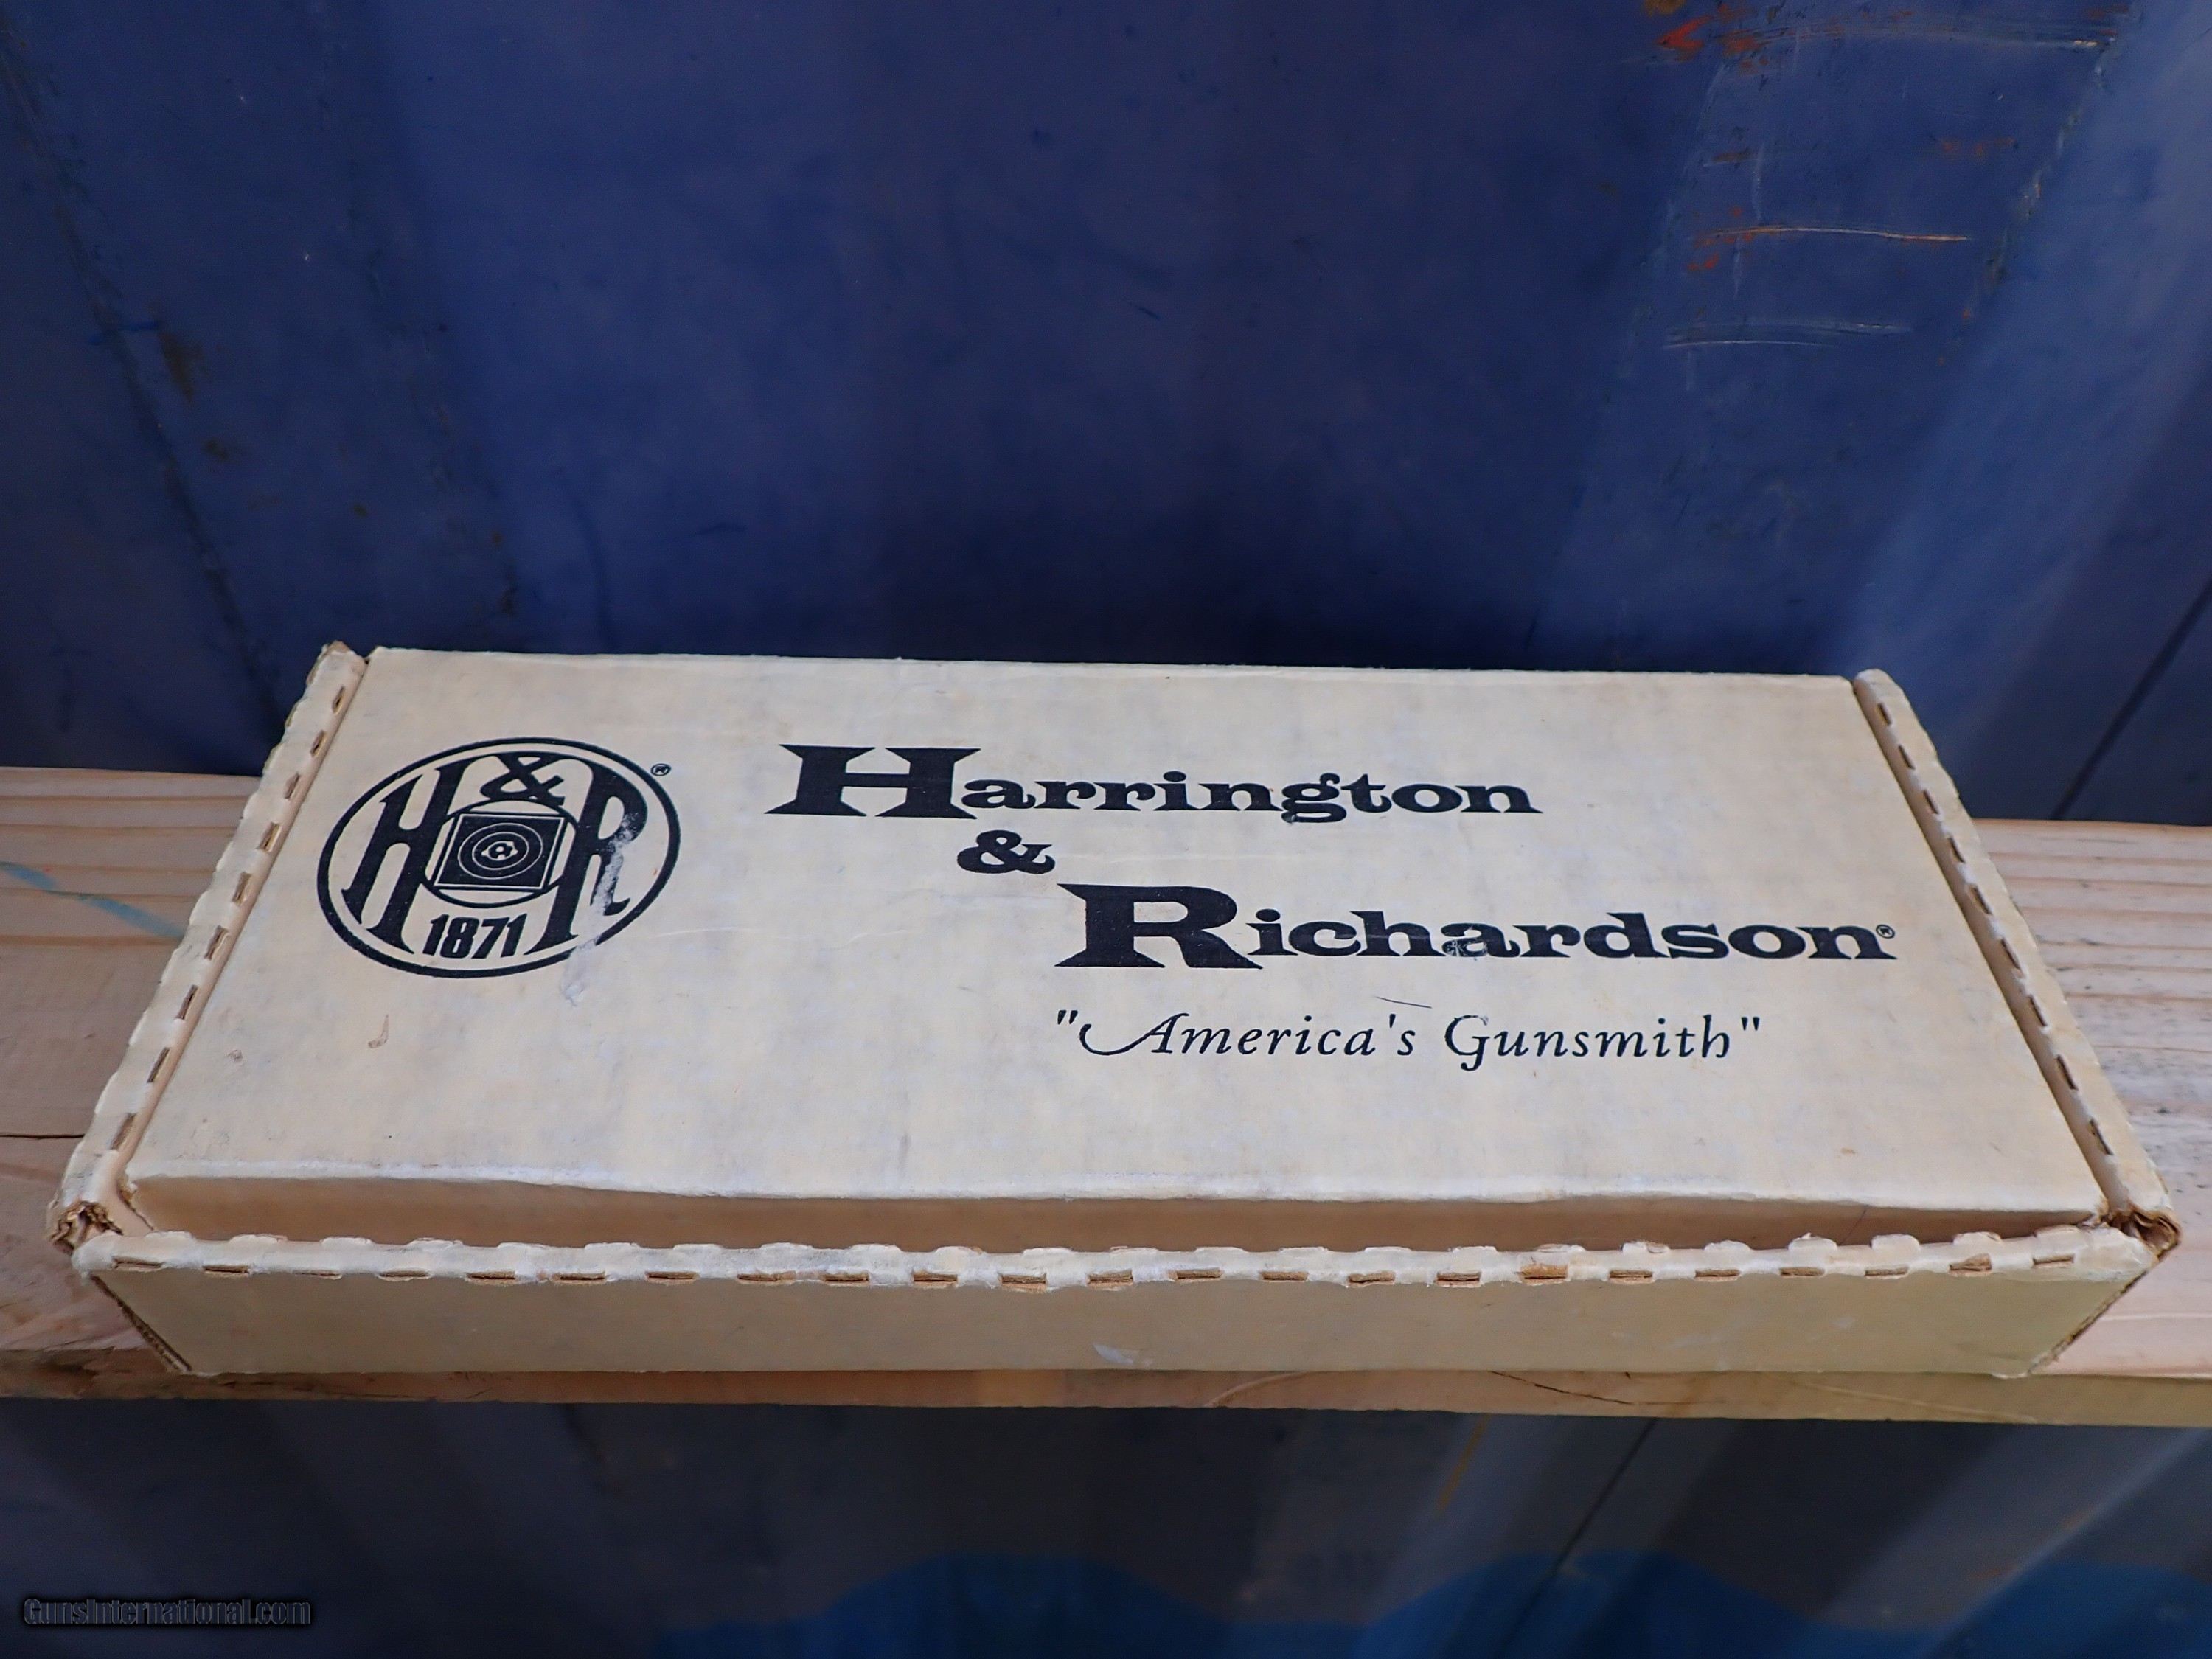 H&R®
1871
Harrington
&
Richardson®
"America's Gunsmith"
GunsInternational.com